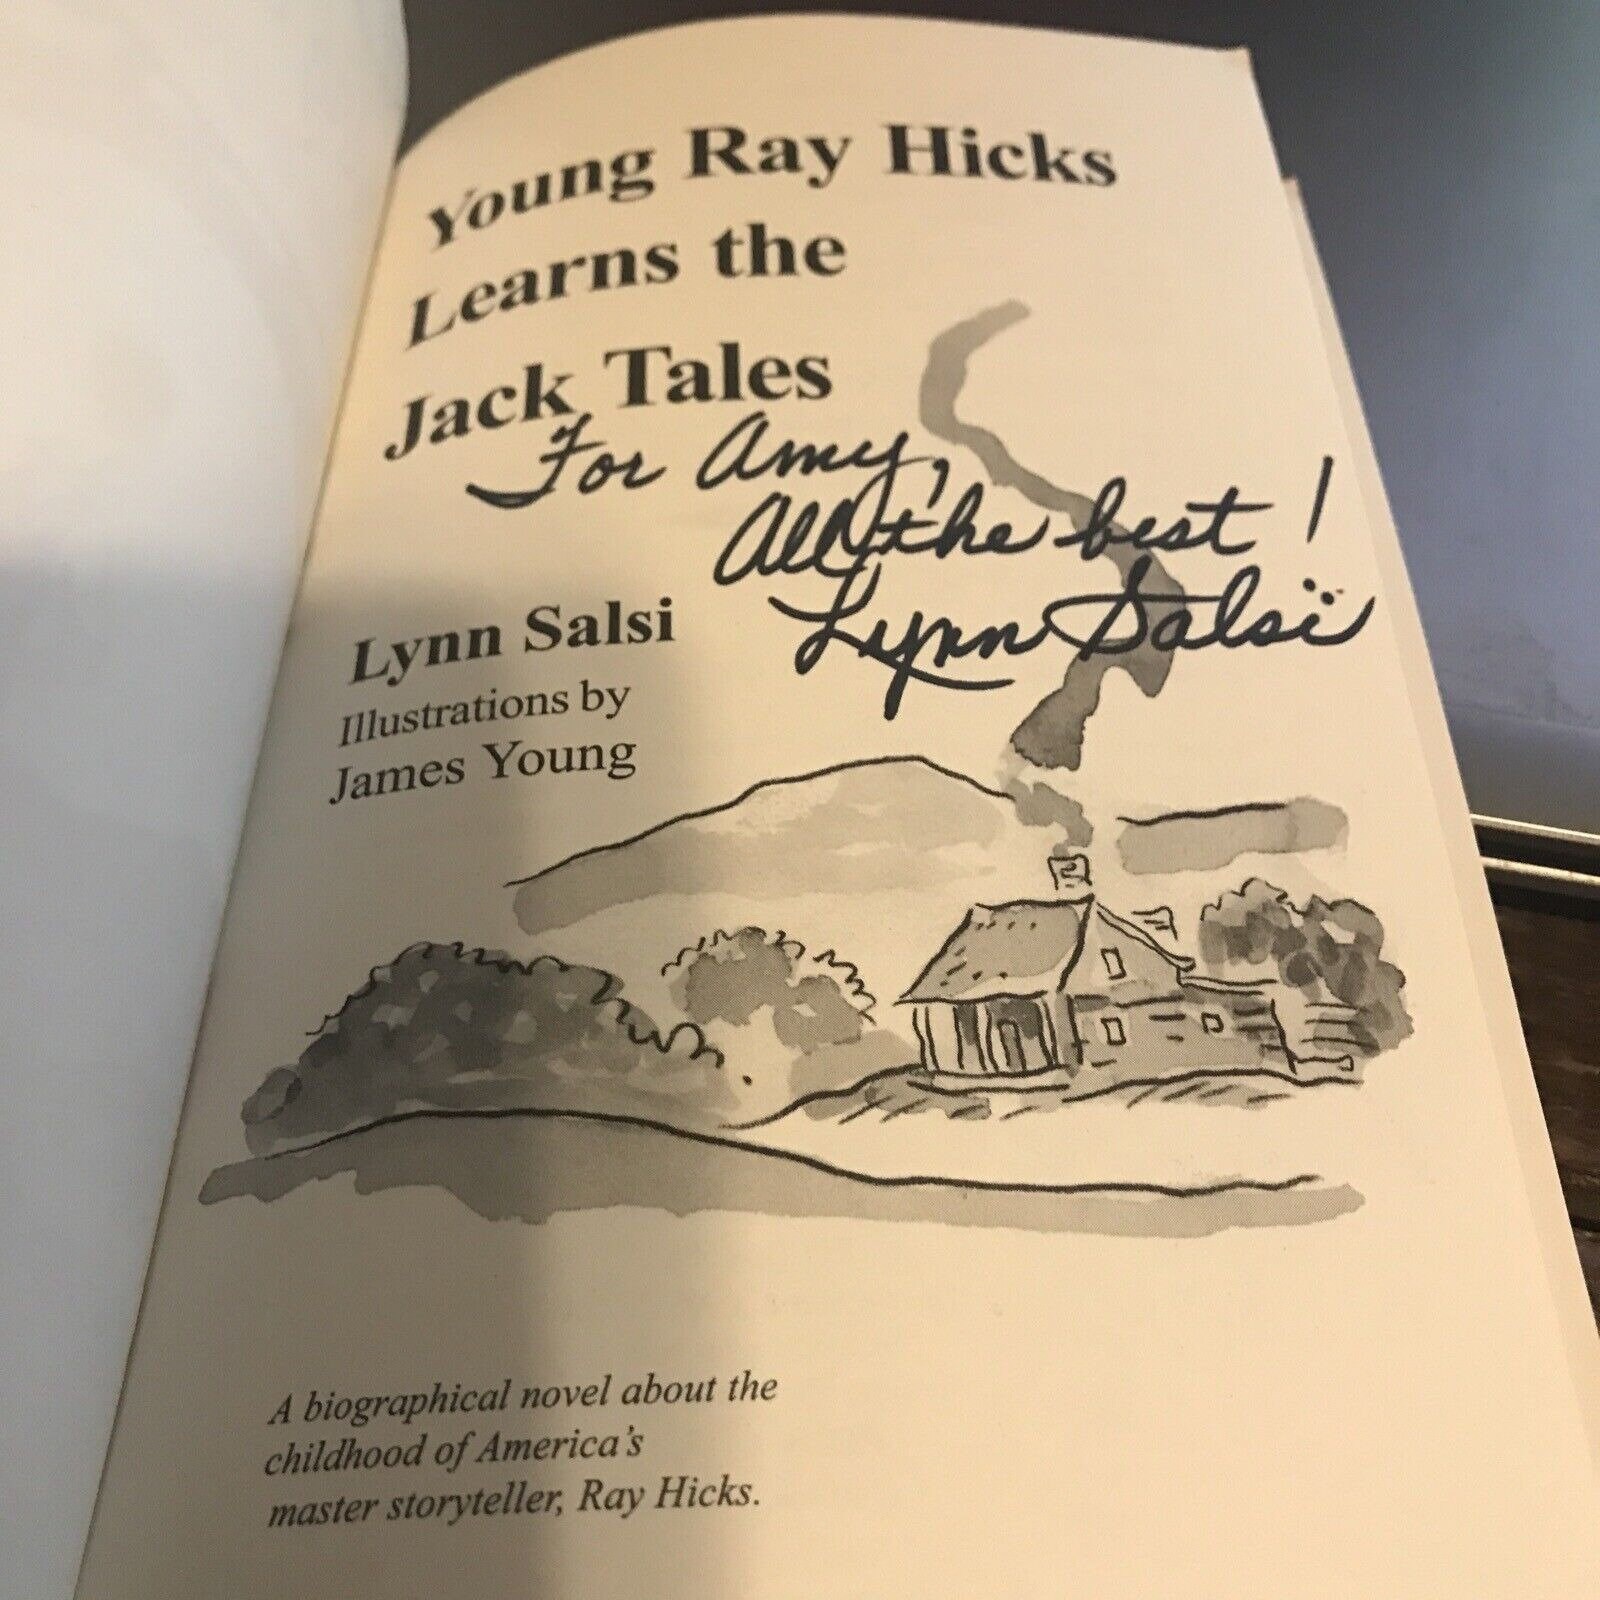 Young Ray Hicks
Learns the
Jack Tales
For Amy,
All the best!
Lynn Salsi
Lynn Salsi
Illustrations by
James Young
A biographical novel about the
childhood of America's
master storyteller, Ray Hicks.